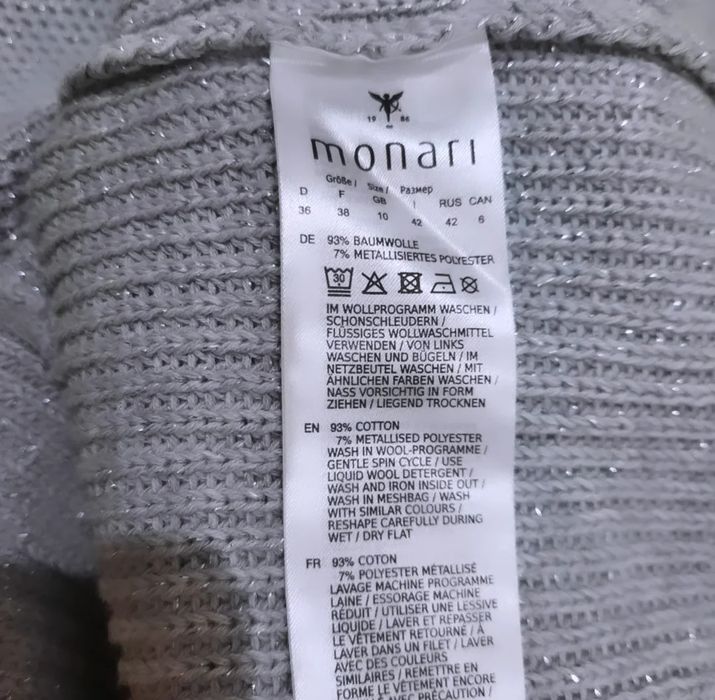 19 86
monari
Größe / Size / Размер
D F GB I RUS CAN
36 38 10 42 42 6
DE 93% BAUMWOLLE
7% METALLISIERTES POLYESTER
30
IM WOLLPROGRAMM WASCHEN /
SCHONSCHLEUDERN /
FLÜSSIGES WOLLWASCHMITTEL
VERWENDEN / VON LINKS
WASCHEN UND BÜGELN / IM
NETZBEUTEL WASCHEN / MIT
ÄHNLICHEN FARBEN WASCHEN /
NASS VORSICHTIG IN FORM
ZIEHEN / LIEGEND TROCKNEN
EN 93% COTTON
7% METALLISED POLYESTER
WASH IN WOOL-PROGRAMME /
GENTLE SPIN CYCLE / USE
LIQUID WOOL DETERGENT /
WASH AND IRON INSIDE OUT /
WASH IN MESHBAG / WASH
WITH SIMILAR COLOURS /
RESHAPE CAREFULLY DURING
WET / DRY FLAT
FR 93% COTON
7% POLYESTER MÉTALLISÉ
LAVAGE MACHINE PROGRAMME
LAINE / ESSORAGE MACHINE
RÉDUIT / UTILISER UNE LESSIVE
LIQUIDE / LAVER ET REPASSER
LE VÊTEMENT RETOURNÉ / À
LAVER DANS UN FILET / LAVER
AVEC DES COULEURS
SIMILAIRES / REMETTRE EN
FORME LE VÊTEMENT ENCORE
AVEC PRÉCAUTION /